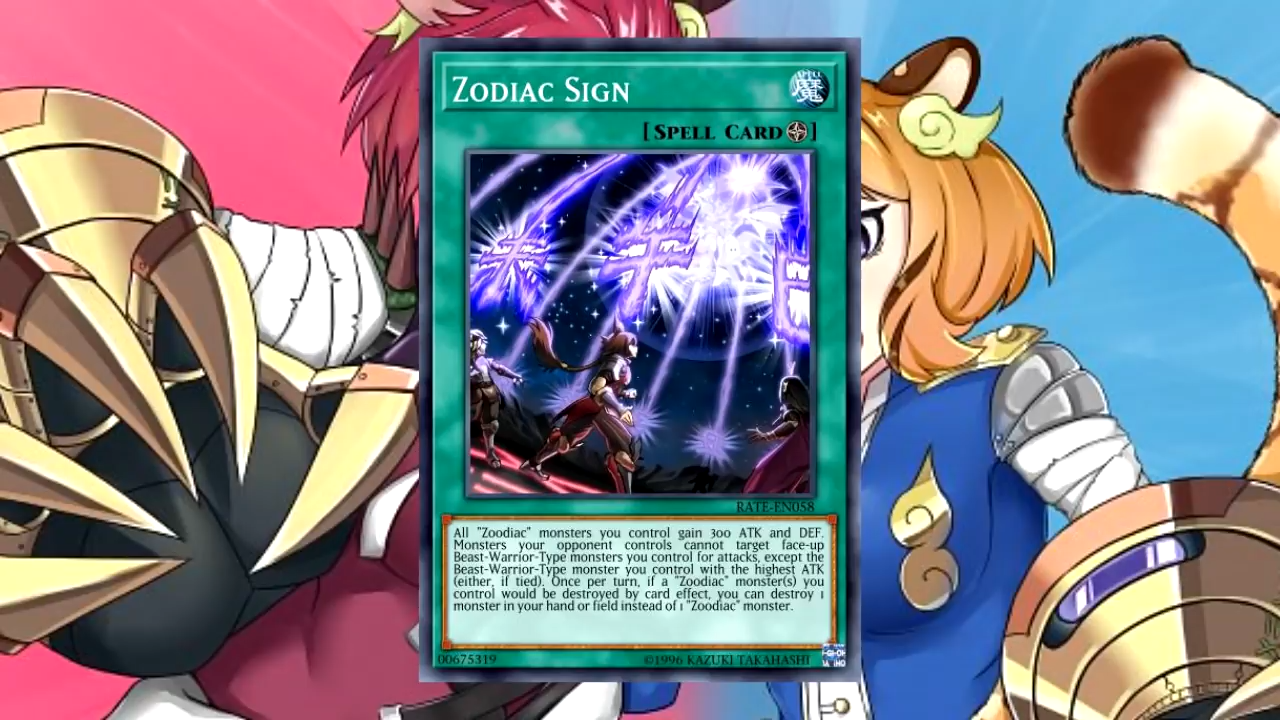 ZODIAC SIGN
魔
[SPELL CARD]
RATE-EN058
All "Zoodiac" monsters you control gain 300 ATK and DEF.
Monsters your opponent controls cannot target face-up
Beast-Warrior-Type monsters you control for attacks, except the
Beast-Warrior-Type monster you control with the highest ATK
(either, if tied). Once per turn, if a "Zoodiac" monster(s) you
control would be destroyed by card effect, you can destroy 1
monster in your hand or field instead of 1 "Zoodiac" monster.
00675319
©1996 KAZUKI TAKAHASHI